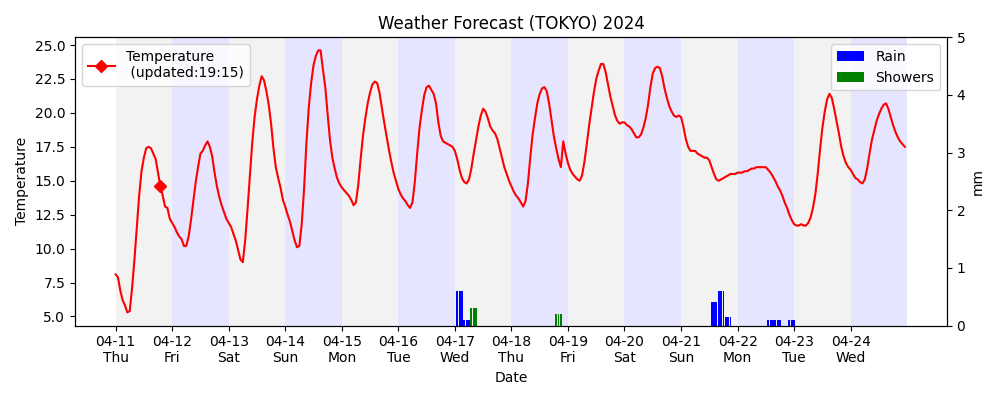 Weather Forecast (TOKYO) 2024
Temperature
(updated:19:15)
Rain
Showers
Temperature
25.0
22.5
20.0
17.5
15.0
12.5
10.0
7.5
5.0
5
4
3
2
1
0
mm
04-11 04-12 04-13 04-14 04-15 04-16 04-17 04-18 04-19 04-20 04-21 04-22 04-23 04-24
Thu Fri Sat Sun Mon Tue Wed Thu Fri Sat Sun Mon Tue Wed
Date